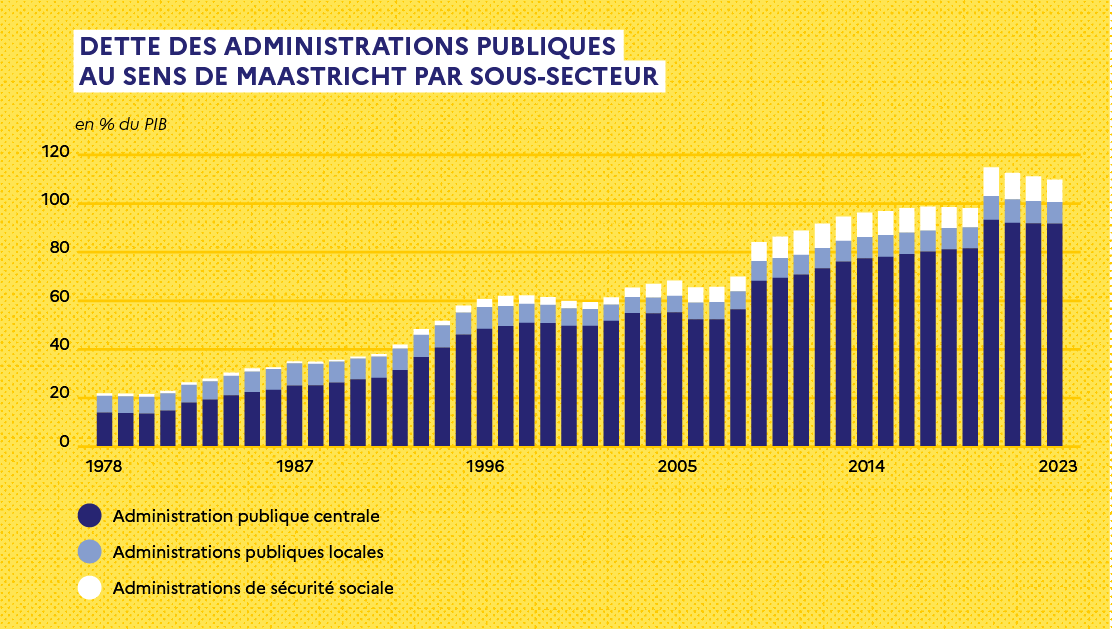 DETTE DES ADMINISTRATIONS PUBLIQUES
AU SENS DE MAASTRICHT PAR SOUS-SECTEUR
en % du PIB
120
100
80
60
40
20
0
1978 1987 1996 2005 2014 2023
Administration publique centrale
Administrations publiques locales
Administrations de sécurité sociale